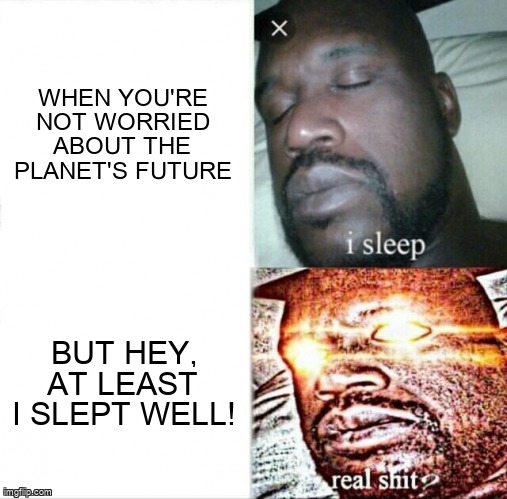 WHEN YOU'RE
NOT WORRIED
ABOUT THE
PLANET'S FUTURE
i sleep
BUT HEY,
AT LEAST
I SLEPT WELL!
real shit?
imgflip.com